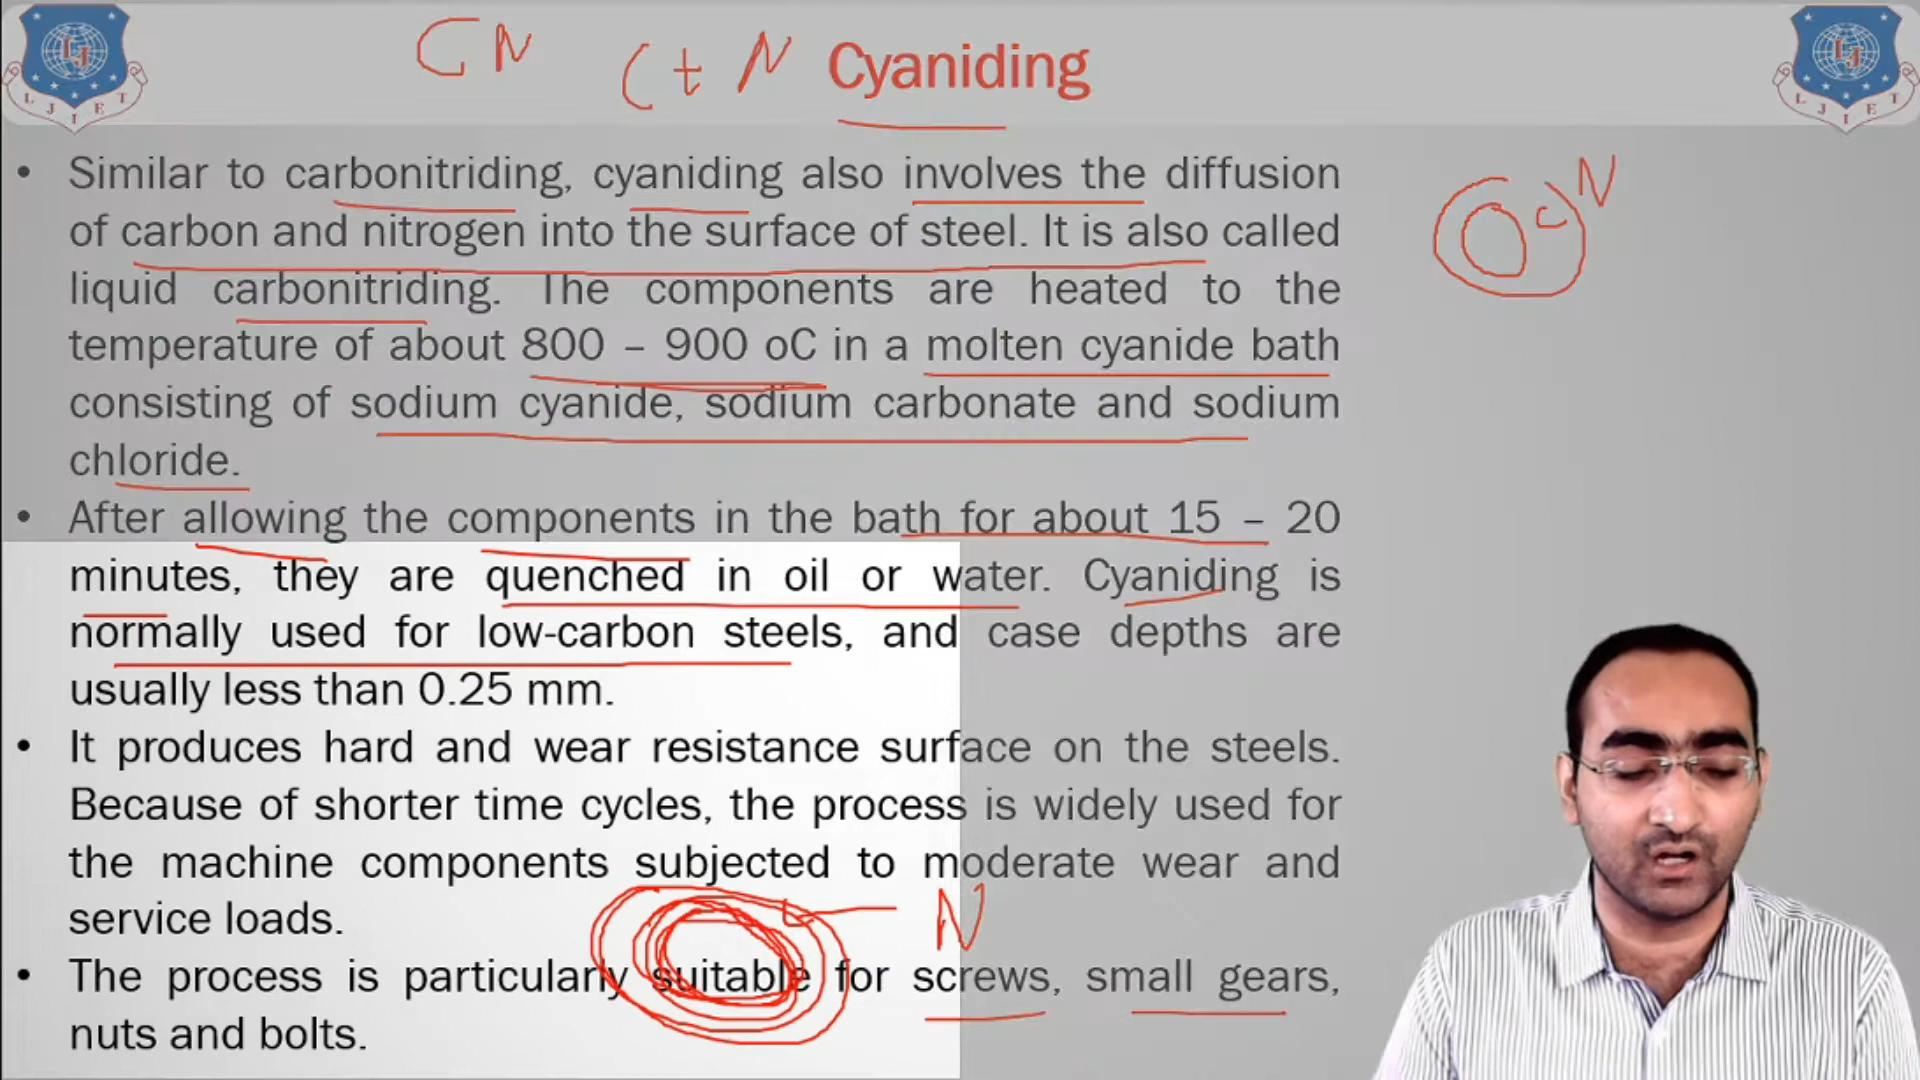 CN
C + N Cyaniding
LJIET
LJIET
C N
• Similar to carbonitriding, cyaniding also involves the diffusion
of carbon and nitrogen into the surface of steel. It is also called
liquid carbonitriding. The components are heated to the
temperature of about 800 – 900 oC in a molten cyanide bath
consisting of sodium cyanide, sodium carbonate and sodium
chloride.
• After allowing the components in the bath for about 15 – 20
minutes, they are quenched in oil or water. Cyaniding is
normally used for low-carbon steels, and case depths are
usually less than 0.25 mm.
• It produces hard and wear resistance surface on the steels.
Because of shorter time cycles, the process is widely used for
the machine components subjected to moderate wear and
service loads.
N
• The process is particularly suitable for screws, small gears,
nuts and bolts.